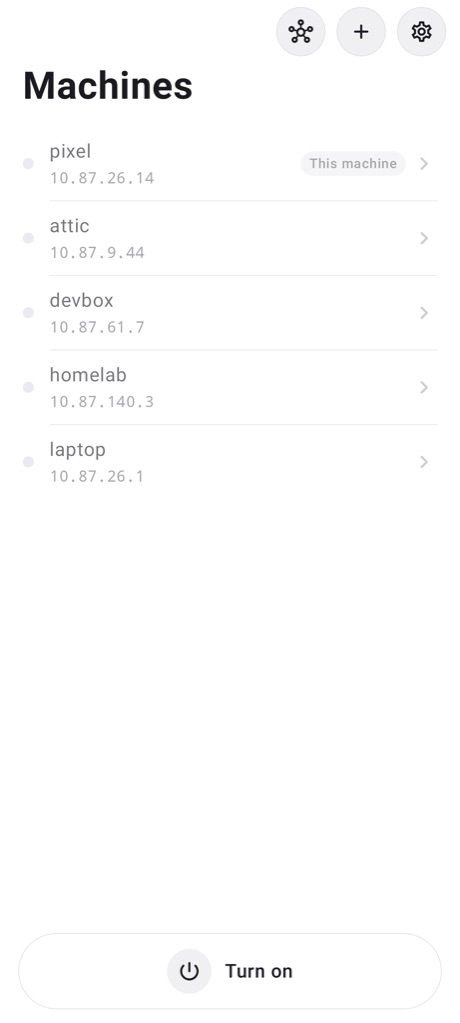 Machines
pixel
10.87.26.14
This machine
attic
10.87.9.44
devbox
10.87.61.7
homelab
10.87.140.3
laptop
10.87.26.1
Turn on